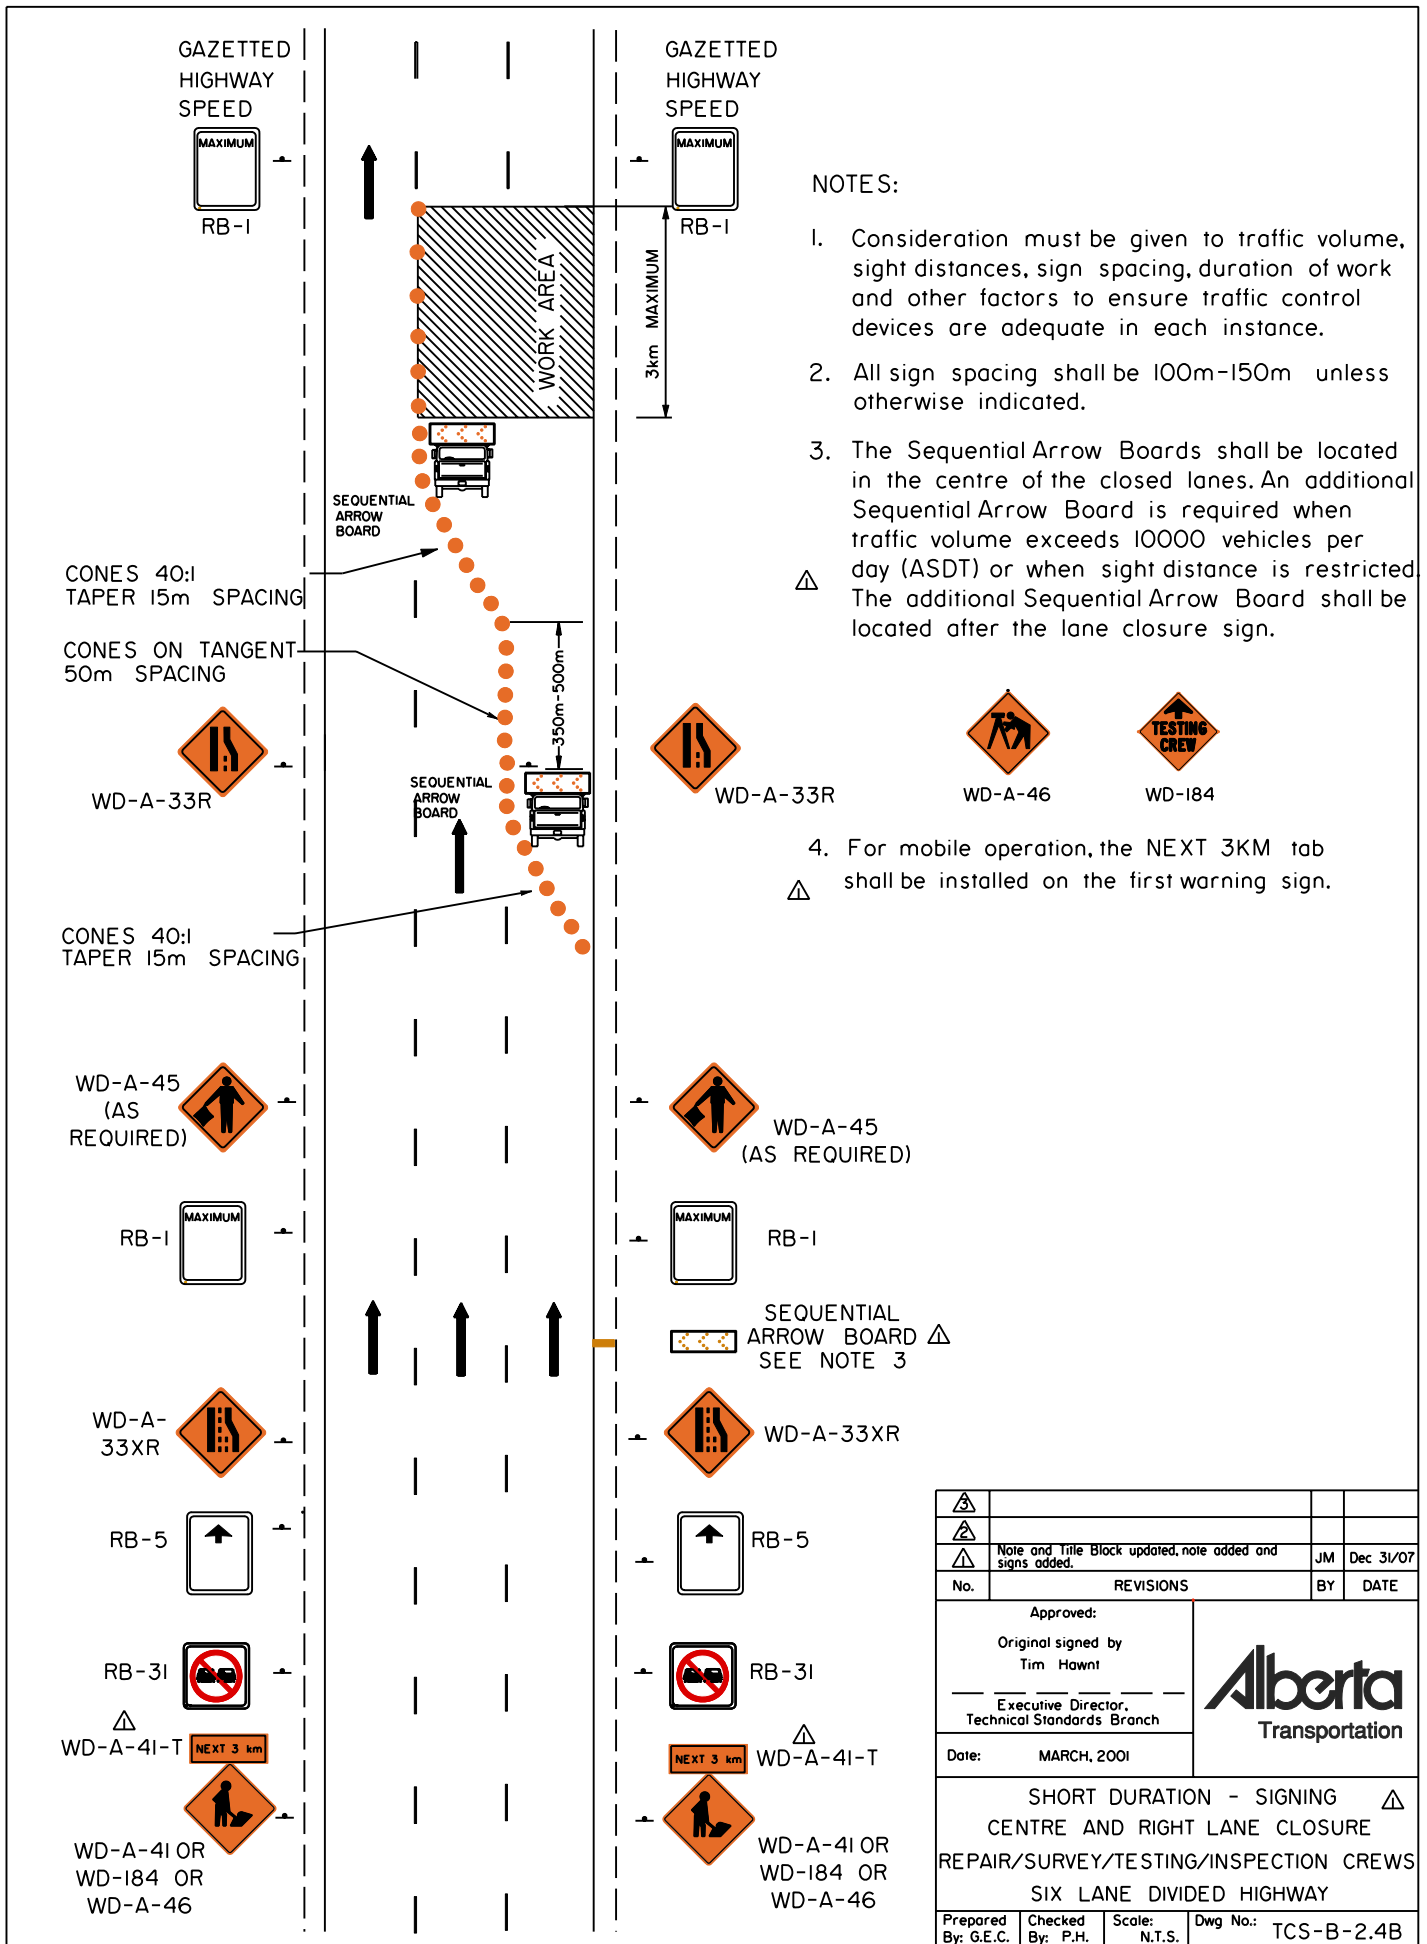 GAZETTED
HIGHWAY
SPEED
MAXIMUM
RB-1
GAZETTED
HIGHWAY
SPEED
MAXIMUM
RB-1
WORK AREA
3km MAXIMUM
SEQUENTIAL
ARROW
BOARD
CONES 40:1
TAPER 15m SPACING
CONES ON TANGENT
50m SPACING
350m-500m
WD-A-33R
WD-A-33R
SEQUENTIAL
ARROW
BOARD
CONES 40:1
TAPER 15m SPACING
WD-A-45
(AS
REQUIRED)
WD-A-45
(AS REQUIRED)
RB-1
MAXIMUM
MAXIMUM
RB-1
SEQUENTIAL
ARROW BOARD 1
SEE NOTE 3
WD-A-
33XR
WD-A-33XR
RB-5
RB-5
RB-31
RB-31
1
WD-A-41-T
NEXT 3 km
1
NEXT 3 km
WD-A-41-T
WD-A-41 OR
WD-184 OR
WD-A-46
WD-A-41 OR
WD-184 OR
WD-A-46
NOTES:
1. Consideration must be given to traffic volume,
sight distances, sign spacing, duration of work
and other factors to ensure traffic control
devices are adequate in each instance.
2. All sign spacing shall be 100m-150m unless
otherwise indicated.
3. The Sequential Arrow Boards shall be located
in the centre of the closed lanes. An additional
Sequential Arrow Board is required when
traffic volume exceeds 10000 vehicles per
day (ASDT) or when sight distance is restricted.
1 The additional Sequential Arrow Board shall be
located after the lane closure sign.
WD-A-46
TESTING
CREW
WD-184
4. For mobile operation, the NEXT 3KM tab
1 shall be installed on the first warning sign.
3
2
1 Note and Title Block updated, note added and
signs added. JM Dec 31/07
No. REVISIONS BY DATE
Approved:
Original signed by
Tim Hawnt
Executive Director,
Technical Standards Branch
Date: MARCH, 2001
Alberta
Transportation
SHORT DURATION - SIGNING 1
CENTRE AND RIGHT LANE CLOSURE
REPAIR/SURVEY/TESTING/INSPECTION CREWS
SIX LANE DIVIDED HIGHWAY
Prepared
By: G.E.C.
Checked
By: P.H.
Scale:
N.T.S.
Dwg No.: TCS-B-2.4B